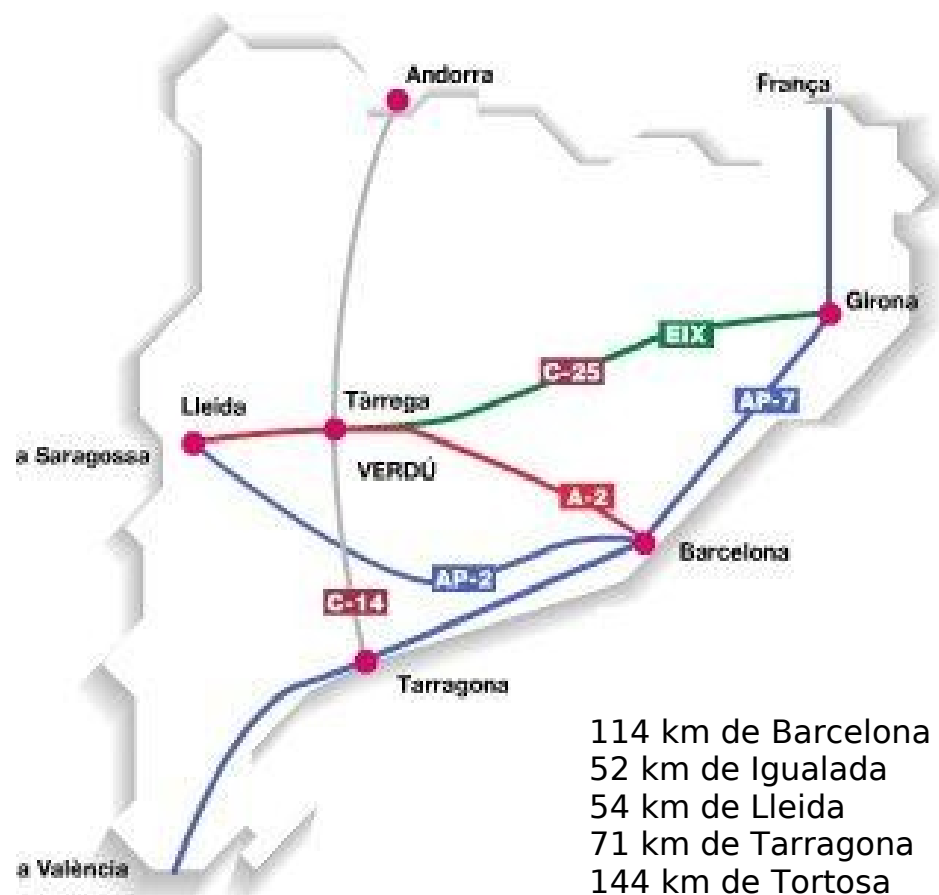 Andorra
França
Girona
EIX
C-25
AP-7
Lleida
Tàrrega
a Saragossa
VERDÚ
A-2
Barcelona
AP-2
C-14
Tarragona
114 km de Barcelona
52 km de Igualada
54 km de Lleida
71 km de Tarragona
144 km de Tortosa
a València